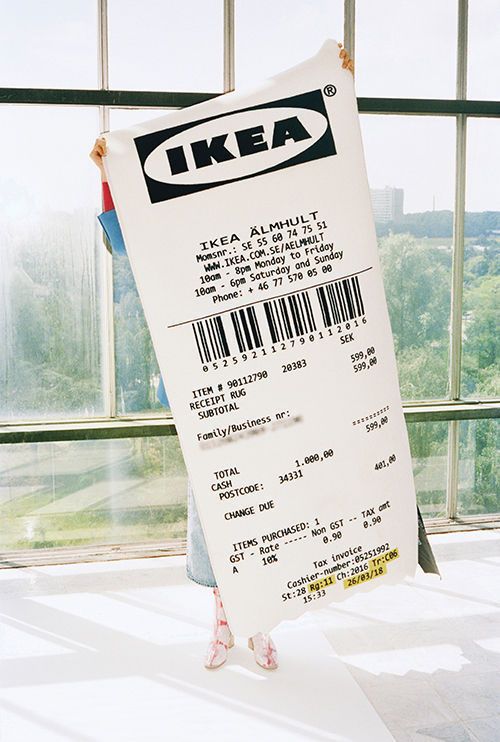 IKEA®
IKEA ÄLMHULT
Momsnr.: SE 55 60 74 75 51
WWW.IKEA.COM.SE/AELMHULT
10am - 8pm Monday to Friday
10am - 6pm Saturday and Sunday
Phone: + 46 77 570 05 00
0525921127901 12016
SEK
ITEM # 90112790 20383 599,00
RECEIPT RUG 599,00
SUBTOTAL
Family/Business nr:
==========
599,00
TOTAL 1.000,00
CASH
POSTCODE: 34331 401,00
CHANGE DUE
ITEMS PURCHASED: 1
GST - Rate ----- Non GST -- TAX amt
A 10% 0.90 0.90
Tax invoice
Cashier-number:05251992
St:28 Rg:11 Ch:2016 Tr:C06
15:33 26/03/18